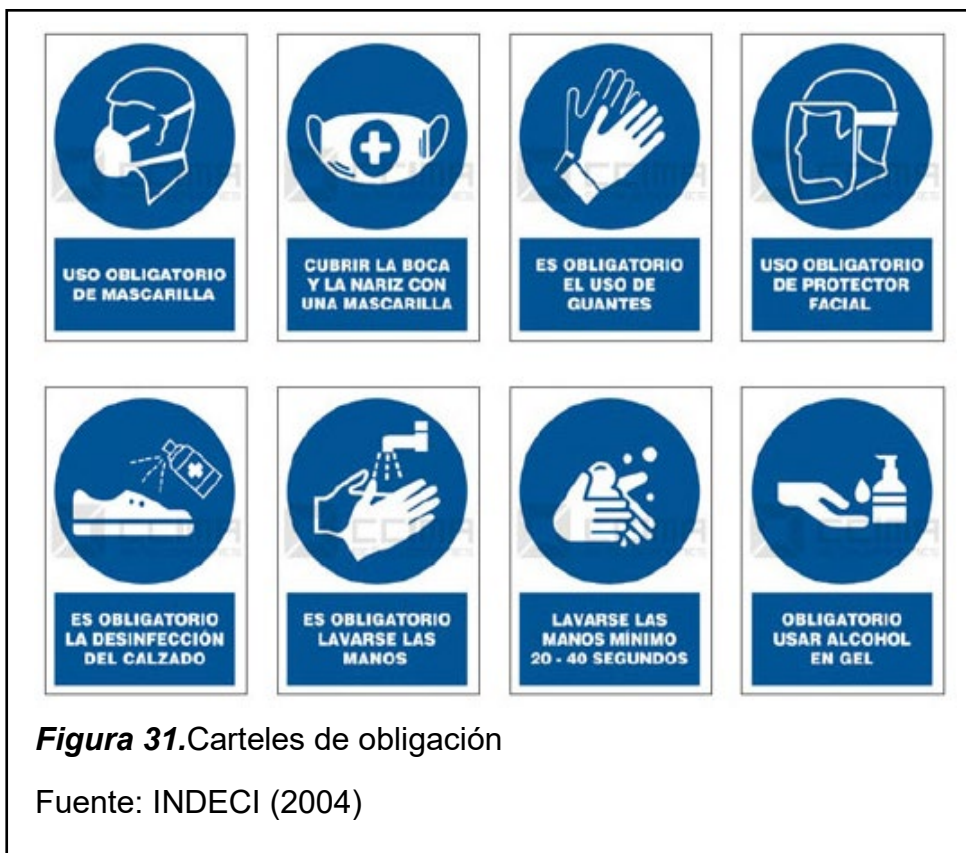 USO OBLIGATORIO
DE MASCARILLA
CUBRIR LA BOCA
Y LA NARIZ CON
UNA MASCARILLA
ES OBLIGATORIO
EL USO DE
GUANTES
USO OBLIGATORIO
DE PROTECTOR
FACIAL
ES OBLIGATORIO
LA DESINFECCIÓN
DEL CALZADO
ES OBLIGATORIO
LAVARSE LAS
MANOS
LAVARSE LAS
MANOS MÍNIMO
20 - 40 SEGUNDOS
OBLIGATORIO
USAR ALCOHOL
EN GEL
Figura 31.Carteles de obligación
Fuente: INDECI (2004)